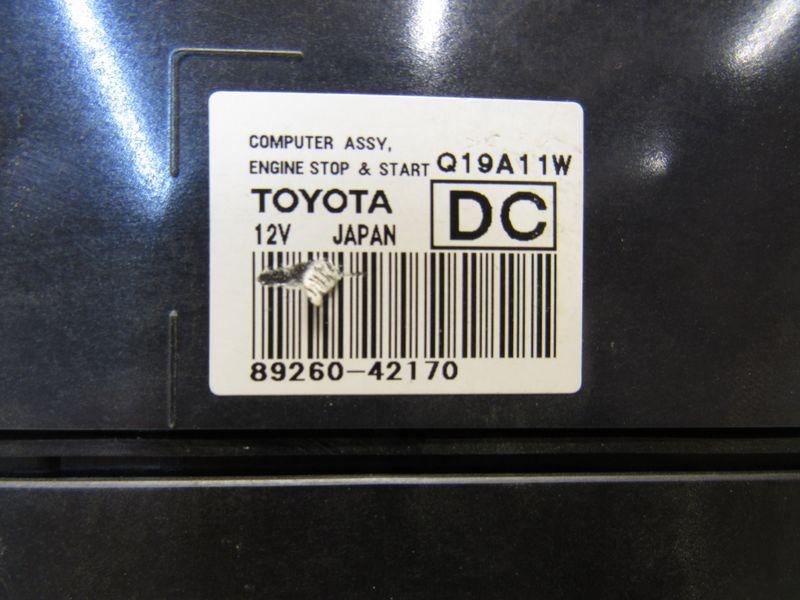 COMPUTER ASSY,
ENGINE STOP & START Q19A11W
TOYOTA DC
12V JAPAN
89260-42170